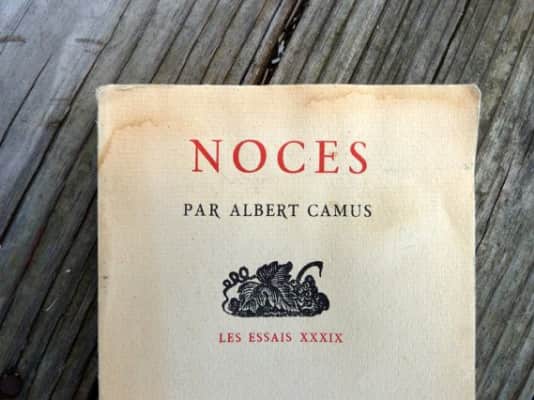 NOCES
PAR ALBERT CAMUS
LES ESSAIS XXXIX